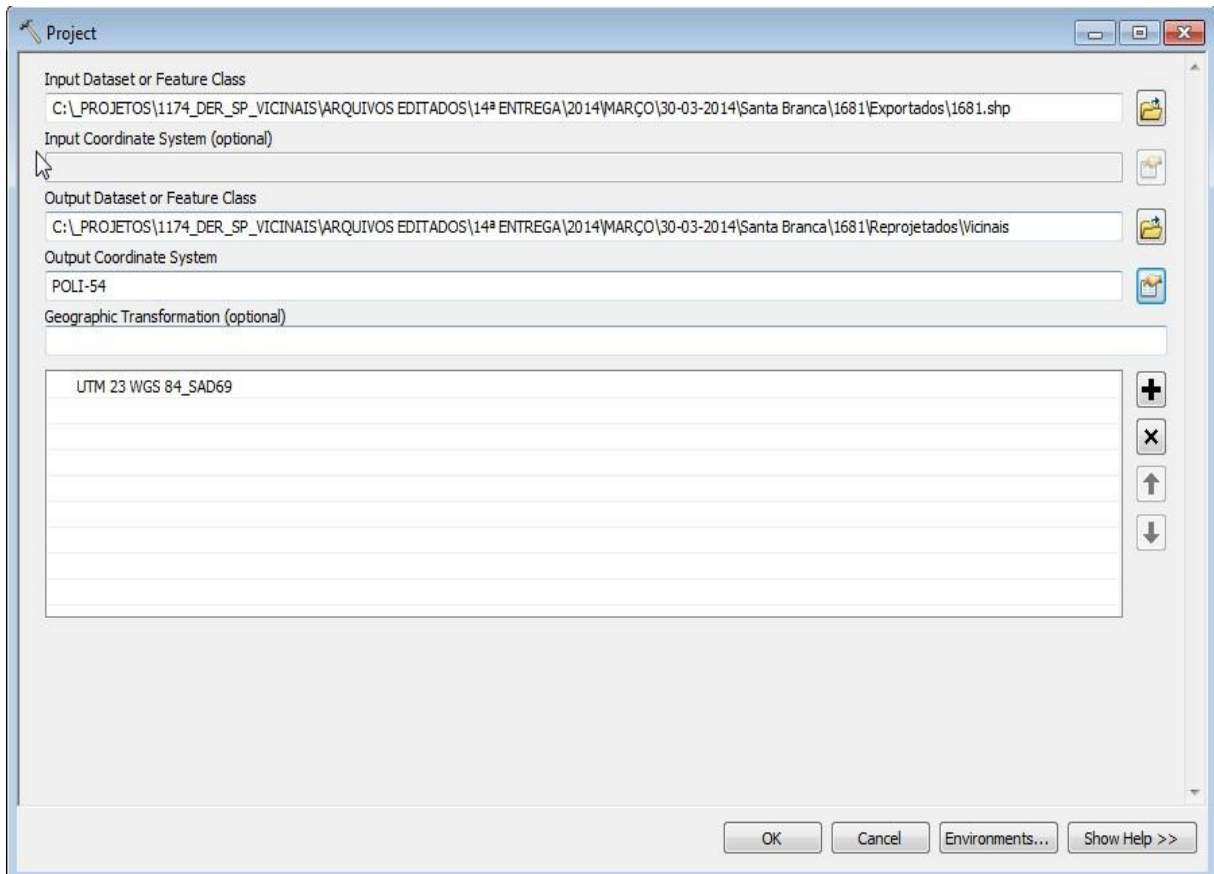 Project
Input Dataset or Feature Class
C:\_PROJETOS\1174_DER_SP_VICINAIS\ARQUIVOS EDITADOS\14ª ENTREGA\2014\MARÇO\30-03-2014\Santa Branca\1681\Exportados\1681.shp
Input Coordinate System (optional)
Output Dataset or Feature Class
C:\_PROJETOS\1174_DER_SP_VICINAIS\ARQUIVOS EDITADOS\14ª ENTREGA\2014\MARÇO\30-03-2014\Santa Branca\1681\Reprojetados\Vicinais
Output Coordinate System
POLI-54
Geographic Transformation (optional)
UTM 23 WGS 84_SAD69
OK Cancel Environments... Show Help >>